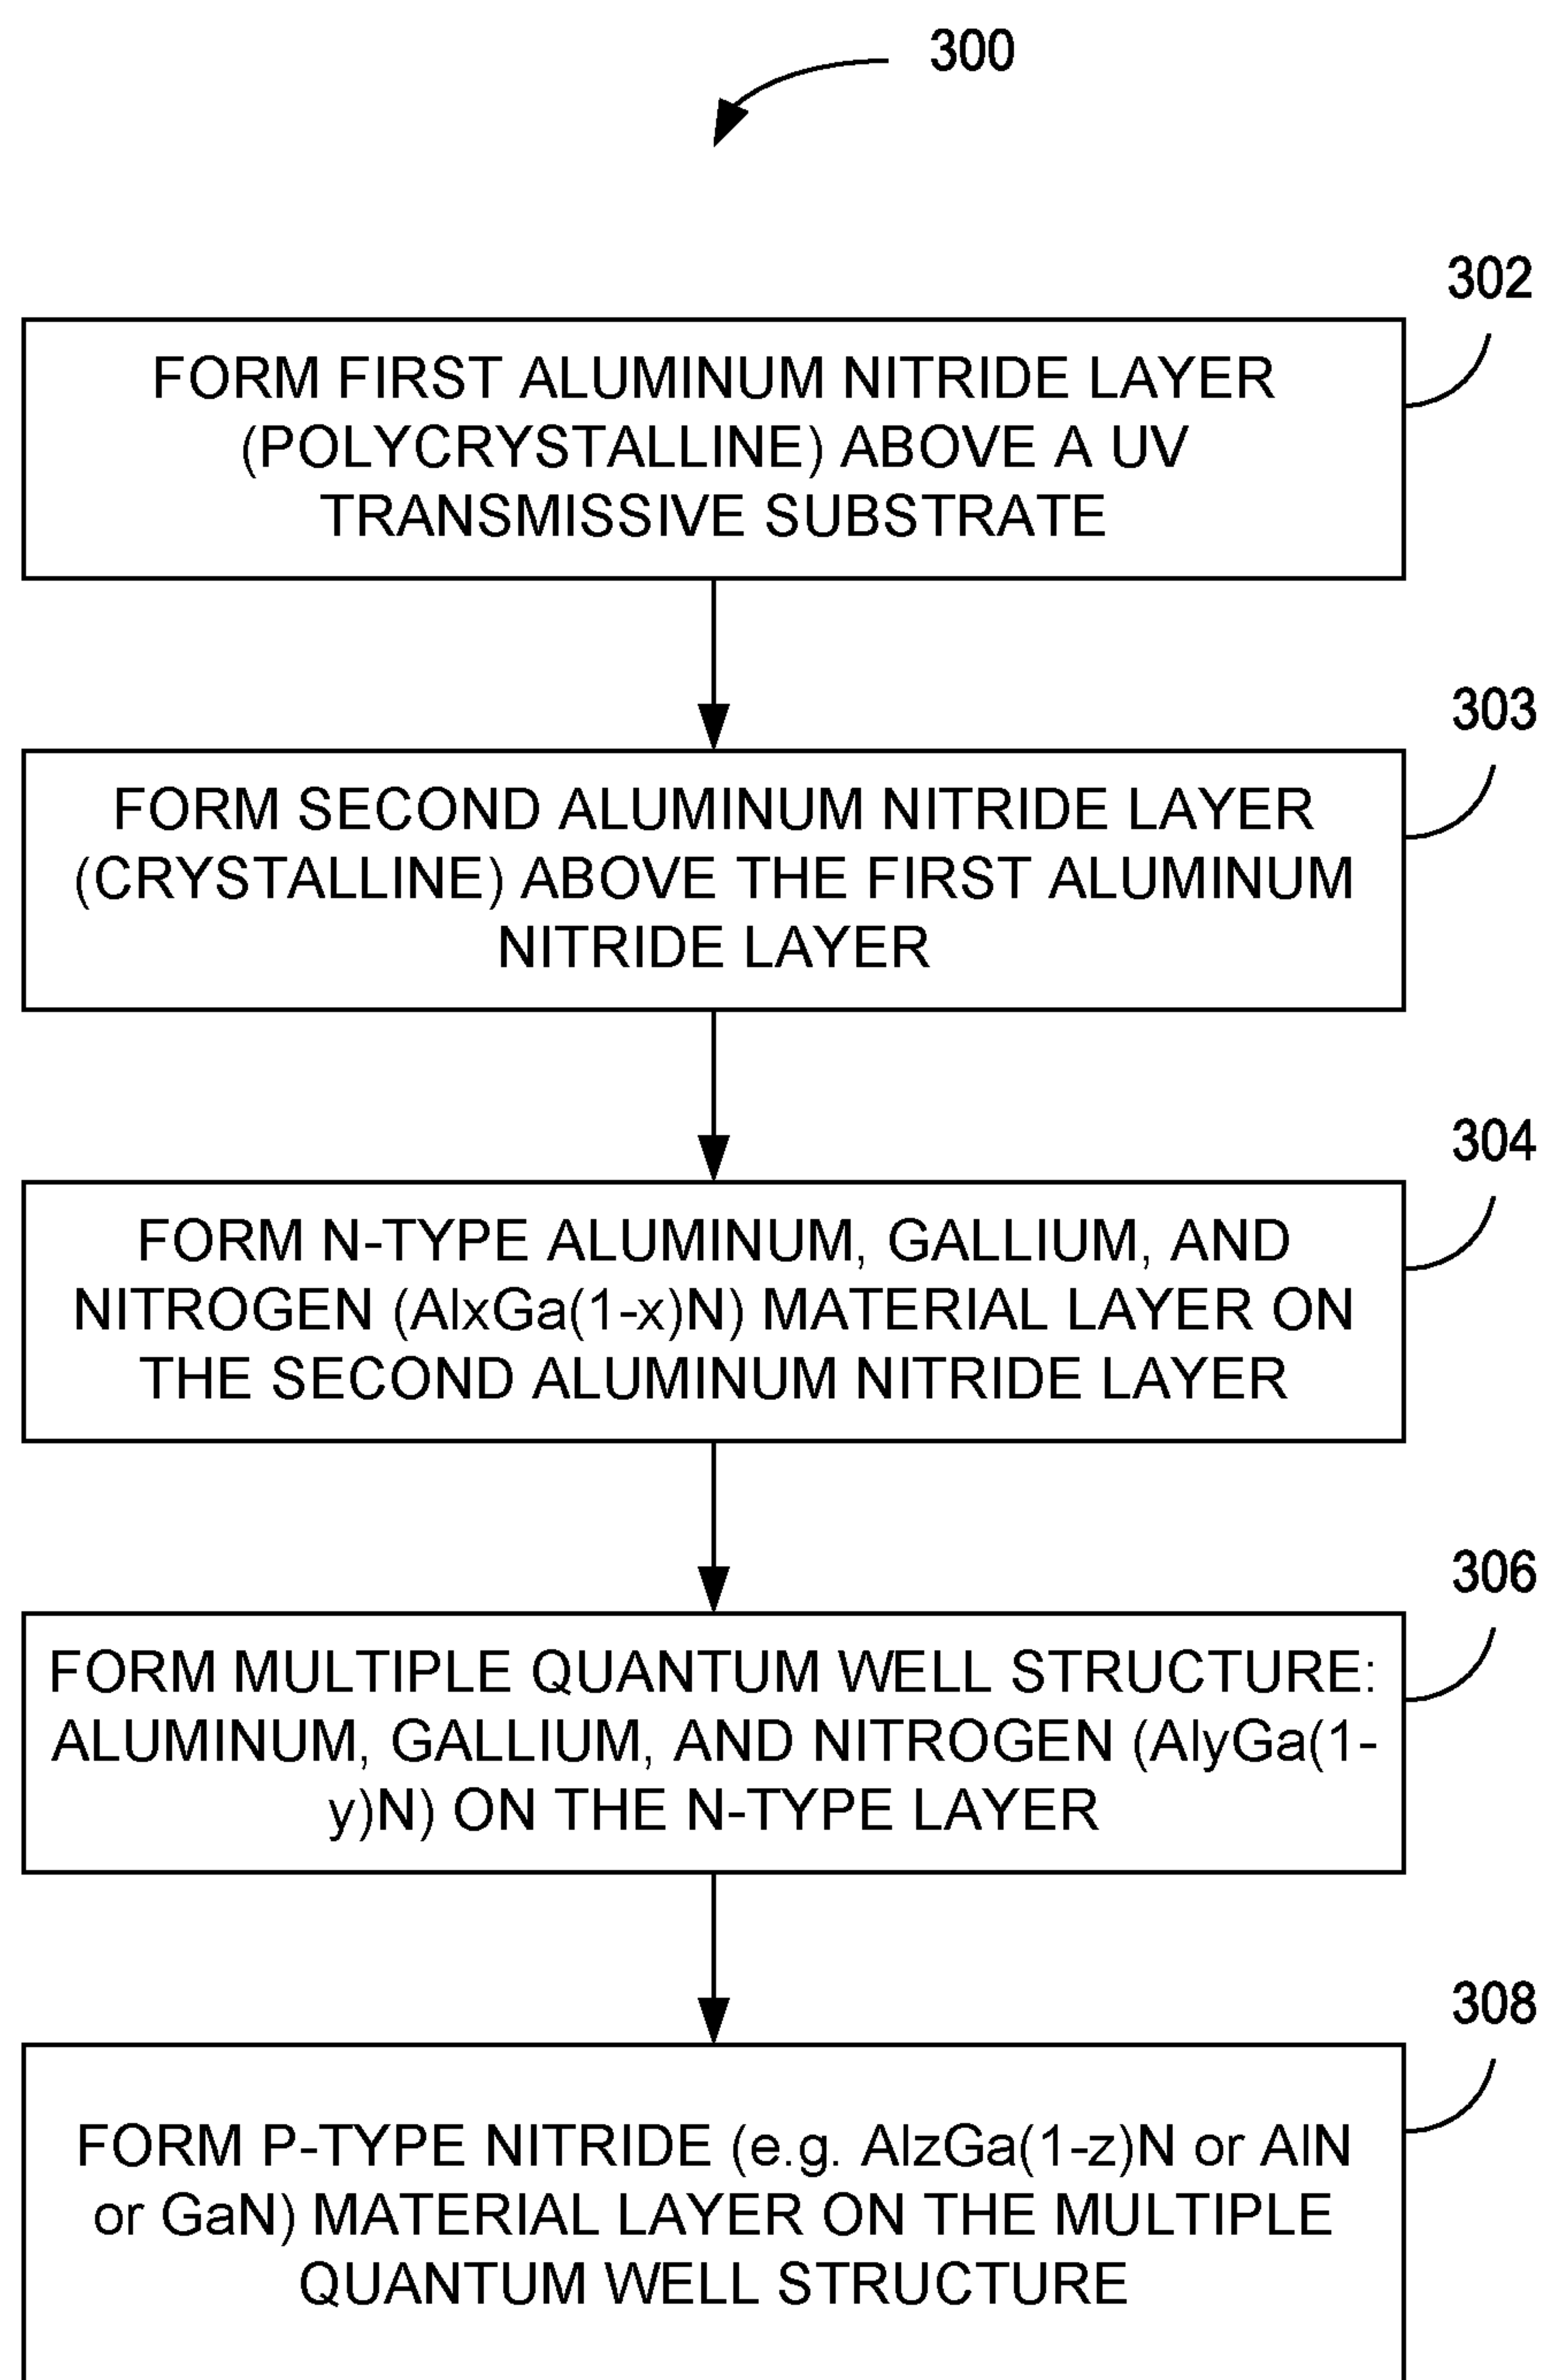 300
302
FORM FIRST ALUMINUM NITRIDE LAYER
(POLYCRYSTALLINE) ABOVE A UV
TRANSMISSIVE SUBSTRATE
303
FORM SECOND ALUMINUM NITRIDE LAYER
(CRYSTALLINE) ABOVE THE FIRST ALUMINUM
NITRIDE LAYER
304
FORM N-TYPE ALUMINUM, GALLIUM, AND
NITROGEN (AlxGa(1-x)N) MATERIAL LAYER ON
THE SECOND ALUMINUM NITRIDE LAYER
306
FORM MULTIPLE QUANTUM WELL STRUCTURE:
ALUMINUM, GALLIUM, AND NITROGEN (AlyGa(1-
y)N) ON THE N-TYPE LAYER
308
FORM P-TYPE NITRIDE (e.g. AlzGa(1-z)N or AlN
or GaN) MATERIAL LAYER ON THE MULTIPLE
QUANTUM WELL STRUCTURE